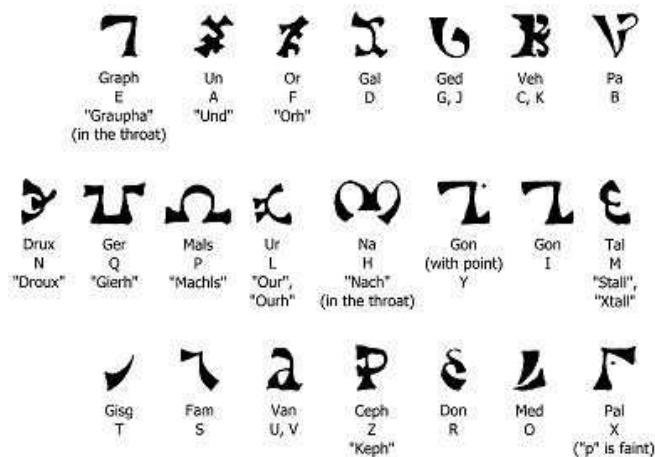 Graph Un Or Gal Ged Veh Pa
E A F D G, J C, K B
"Graupha" "Und" "Orh"
(in the throat)
Drux Ger Mals Ur Na Gon Gon Tal
N Q P L H (with point) I M
"Droux" "Gierh" "Machls" "Our", "Nach" Y "Stall",
"Ourh" (in the throat) "Xtall"
Gisg Fam Van Ceph Don Med Pal
T S U, V Z R O X
"Keph" ("p" is faint)